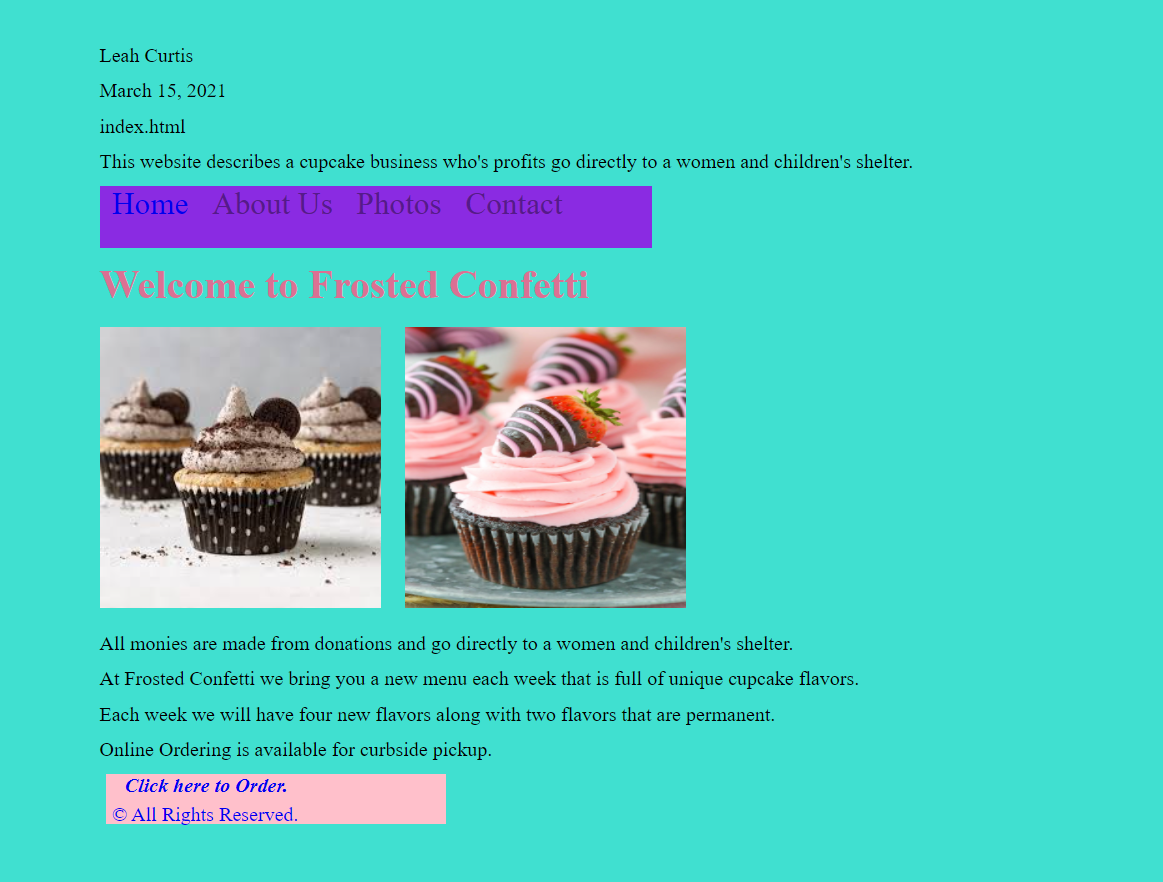 Leah Curtis
March 15, 2021
index.html
This website describes a cupcake business who's profits go directly to a women and children's shelter.
Home About Us Photos Contact
Welcome to Frosted Confetti
All monies are made from donations and go directly to a women and children's shelter.
At Frosted Confetti we bring you a new menu each week that is full of unique cupcake flavors.
Each week we will have four new flavors along with two flavors that are permanent.
Online Ordering is available for curbside pickup.
Click here to Order.
© All Rights Reserved.